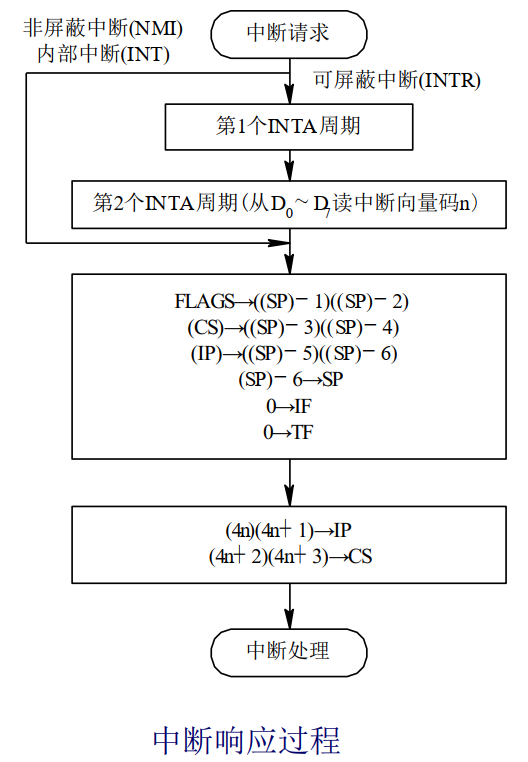 非屏蔽中断(NMI)
内部中断(INT)
中断请求
可屏蔽中断(INTR)
第1个INTA周期
第2个INTA周期(从D0~D7读中断向量码n)
FLAGS→((SP)-1)((SP)-2)
(CS)→((SP)-3)((SP)-4)
(IP)→((SP)-5)((SP)-6)
(SP)-6→SP
0→IF
0→TF
(4n)(4n+1)→IP
(4n+2)(4n+3)→CS
中断处理
中断响应过程